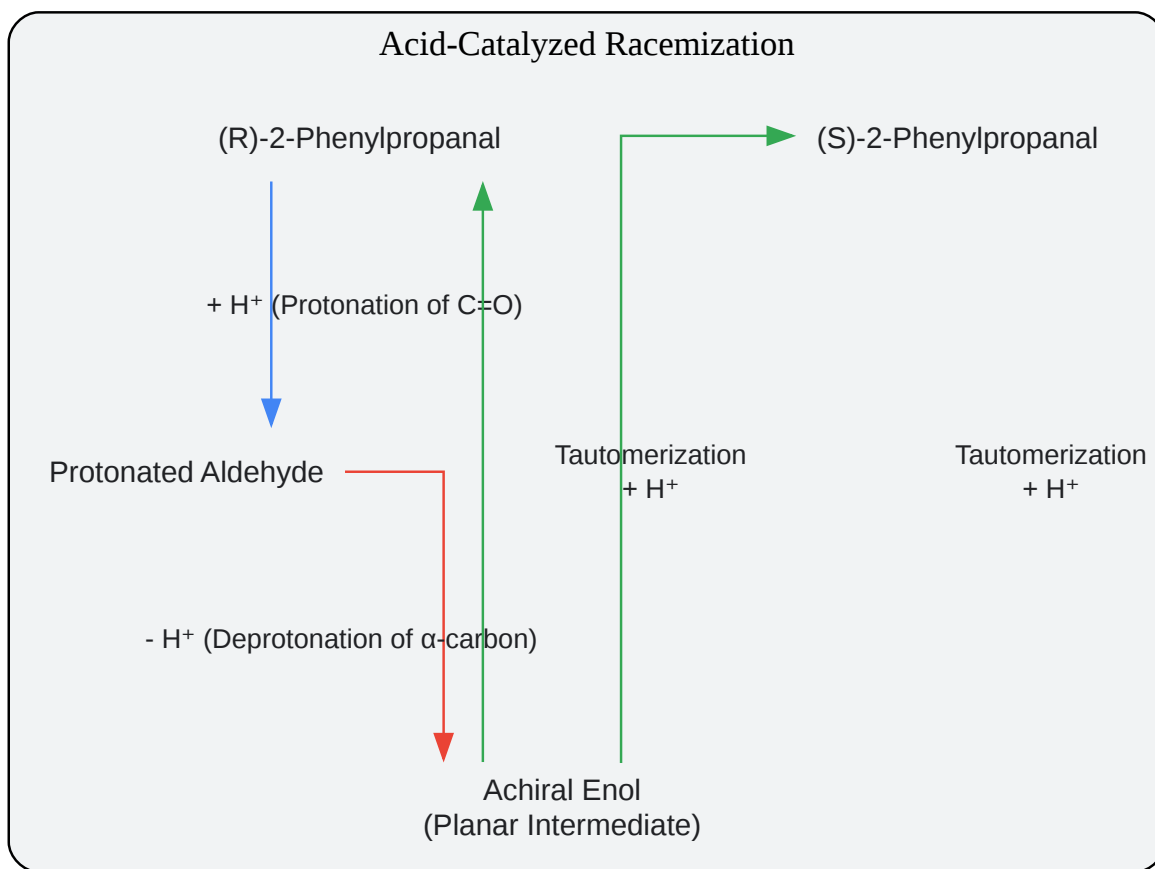 Acid-Catalyzed Racemization
(R)-2-Phenylpropanal
(S)-2-Phenylpropanal
+ H⁺ (Protonation of C=O)
Protonated Aldehyde
Tautomerization
+ H⁺
Tautomerization
+ H⁺
- H⁺ (Deprotonation of α-carbon)
Achiral Enol
(Planar Intermediate)